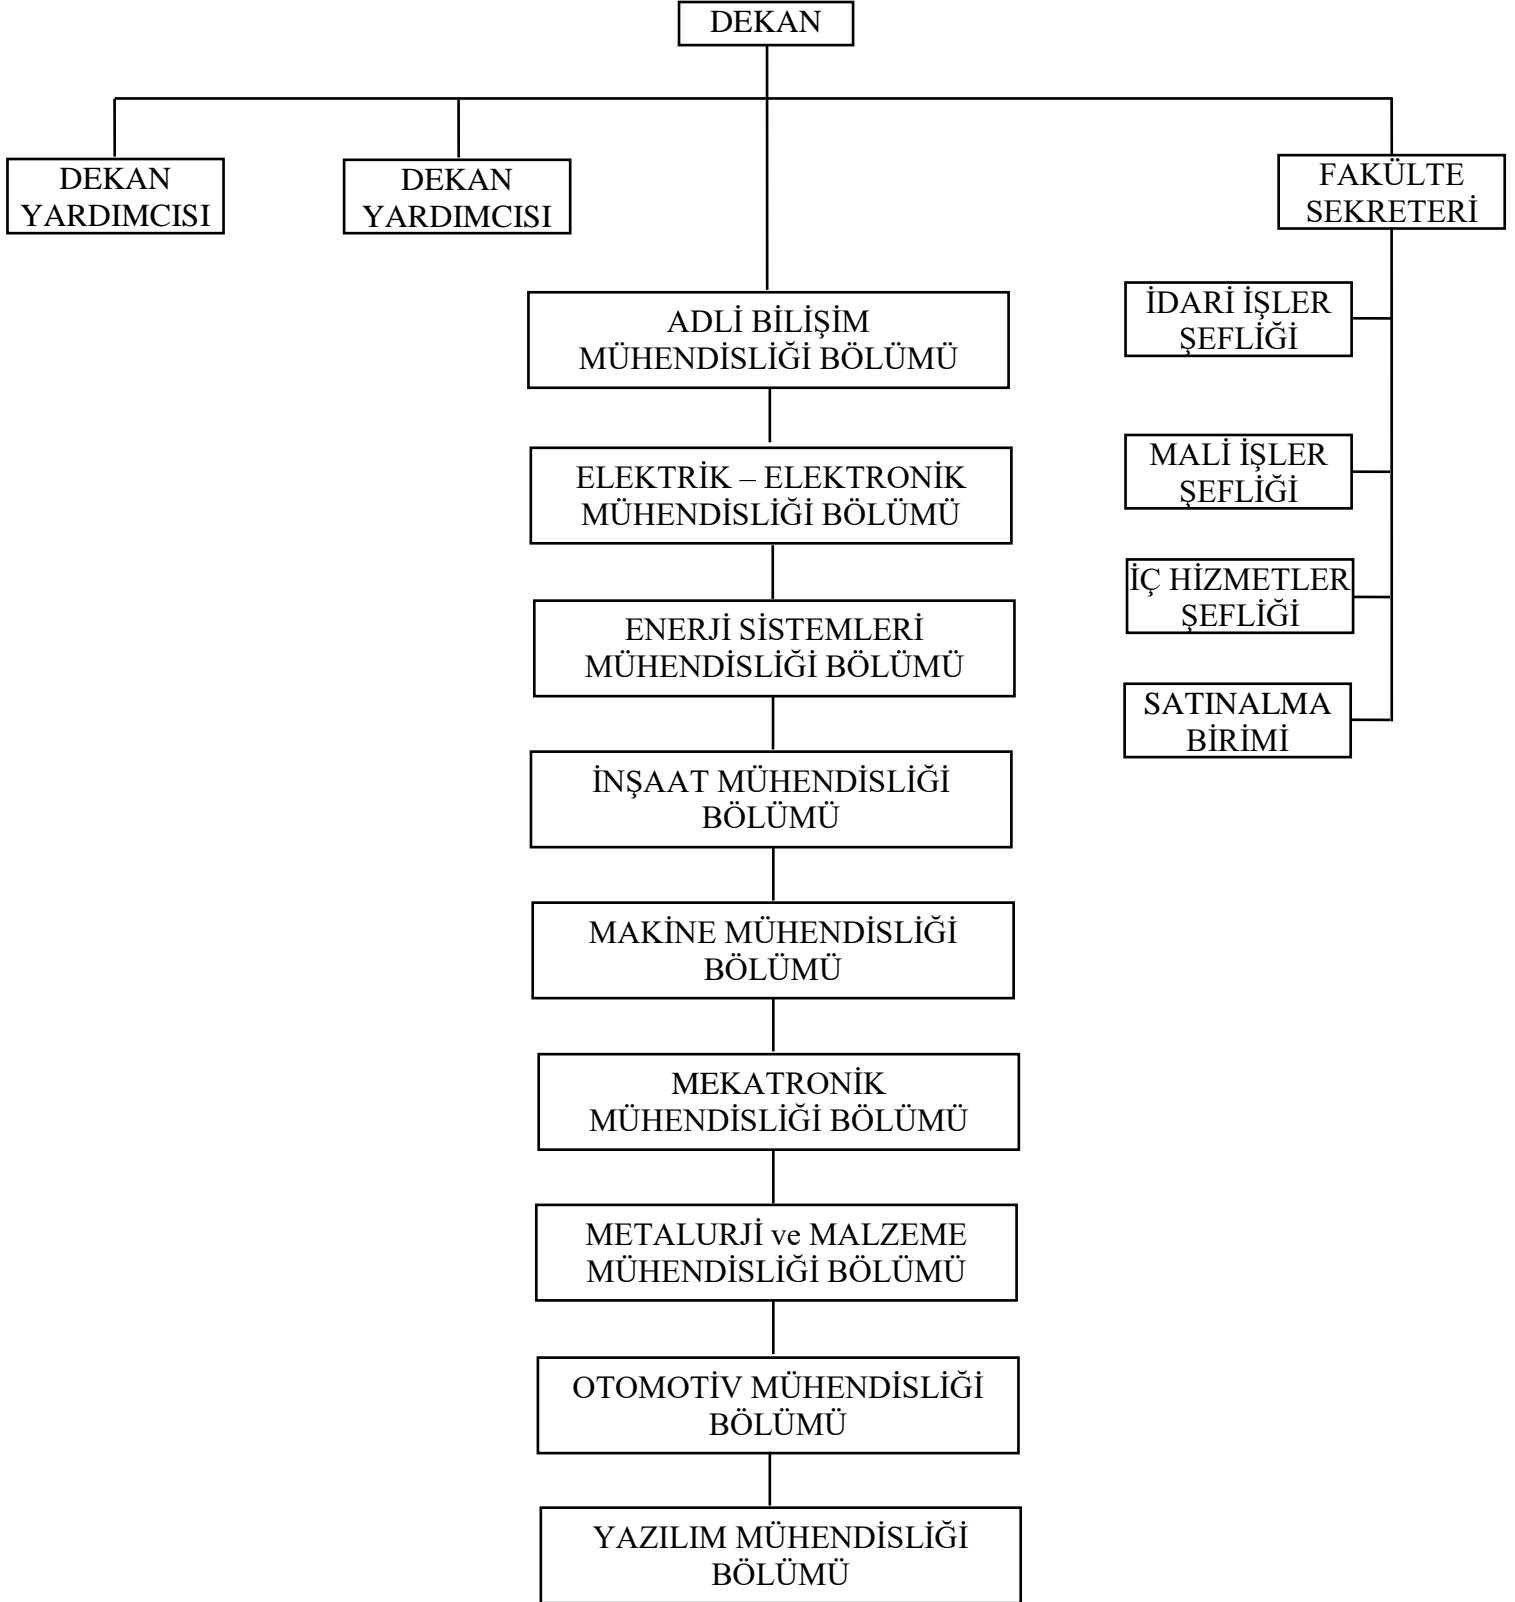 DEKAN
DEKAN
YARDIMCISI
DEKAN
YARDIMCISI
FAKÜLTE
SEKRETERİ
ADLİ BİLİŞİM
MÜHENDİSLİĞİ BÖLÜMÜ
ELEKTRİK – ELEKTRONİK
MÜHENDİSLİĞİ BÖLÜMÜ
ENERJİ SİSTEMLERİ
MÜHENDİSLİĞİ BÖLÜMÜ
İNŞAAT MÜHENDİSLİĞİ
BÖLÜMÜ
MAKİNE MÜHENDİSLİĞİ
BÖLÜMÜ
MEKATRONİK
MÜHENDİSLİĞİ BÖLÜMÜ
METALURJİ ve MALZEME
MÜHENDİSLİĞİ BÖLÜMÜ
OTOMOTİV MÜHENDİSLİĞİ
BÖLÜMÜ
YAZILIM MÜHENDİSLİĞİ
BÖLÜMÜ
İDARİ İŞLER
ŞEFLİĞİ
MALİ İŞLER
ŞEFLİĞİ
İÇ HİZMETLER
ŞEFLİĞİ
SATINALMA
BİRİMİ